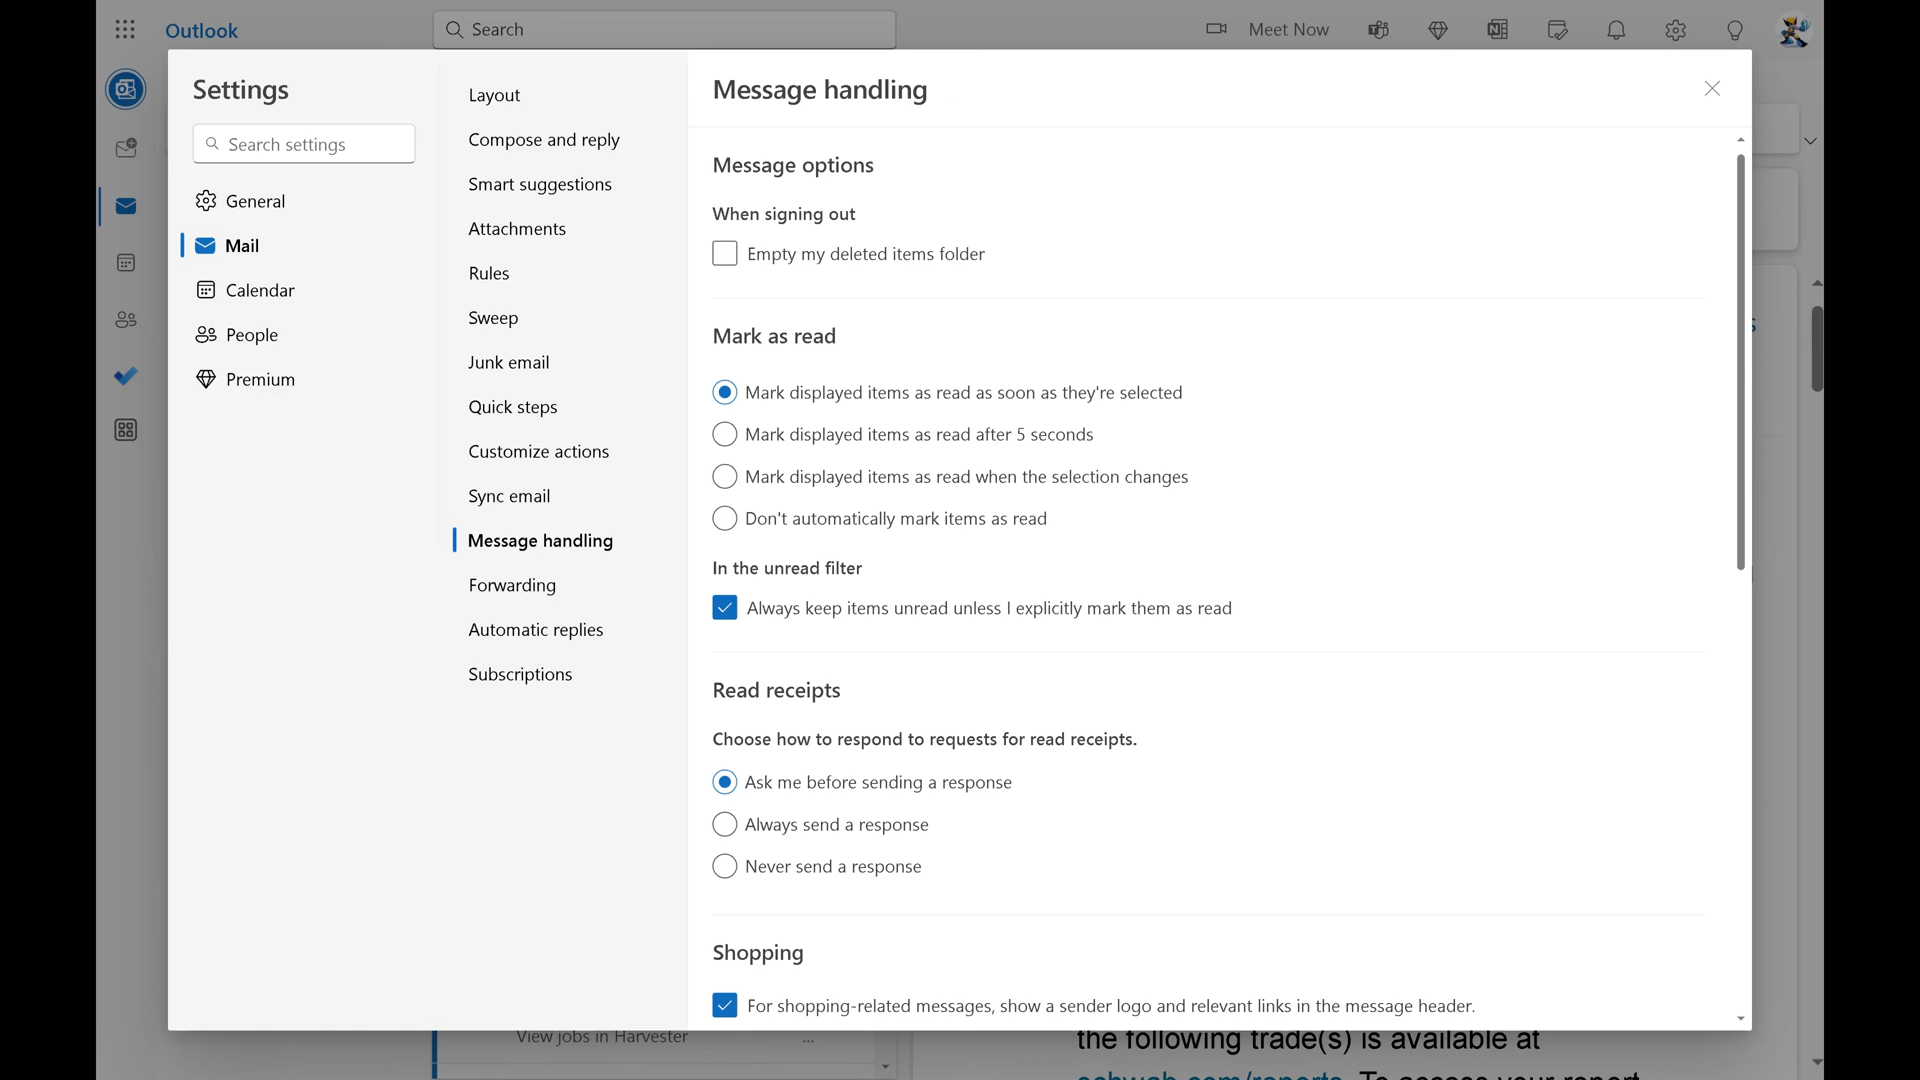 Outlook
Search
Meet Now
Settings
Search settings
General
Mail
Calendar
People
Premium
Layout
Compose and reply
Smart suggestions
Attachments
Rules
Sweep
Junk email
Quick steps
Customize actions
Sync email
Message handling
Forwarding
Automatic replies
Subscriptions
Message handling
Message options
When signing out
Empty my deleted items folder
Mark as read
Mark displayed items as read as soon as they're selected
Mark displayed items as read after 5 seconds
Mark displayed items as read when the selection changes
Don't automatically mark items as read
In the unread filter
Always keep items unread unless I explicitly mark them as read
Read receipts
Choose how to respond to requests for read receipts.
Ask me before sending a response
Always send a response
Never send a response
Shopping
For shopping-related messages, show a sender logo and relevant links in the message header.
View jobs in Harvester
...
the following trade(s) is available at
schwab.com/reports. To access your report